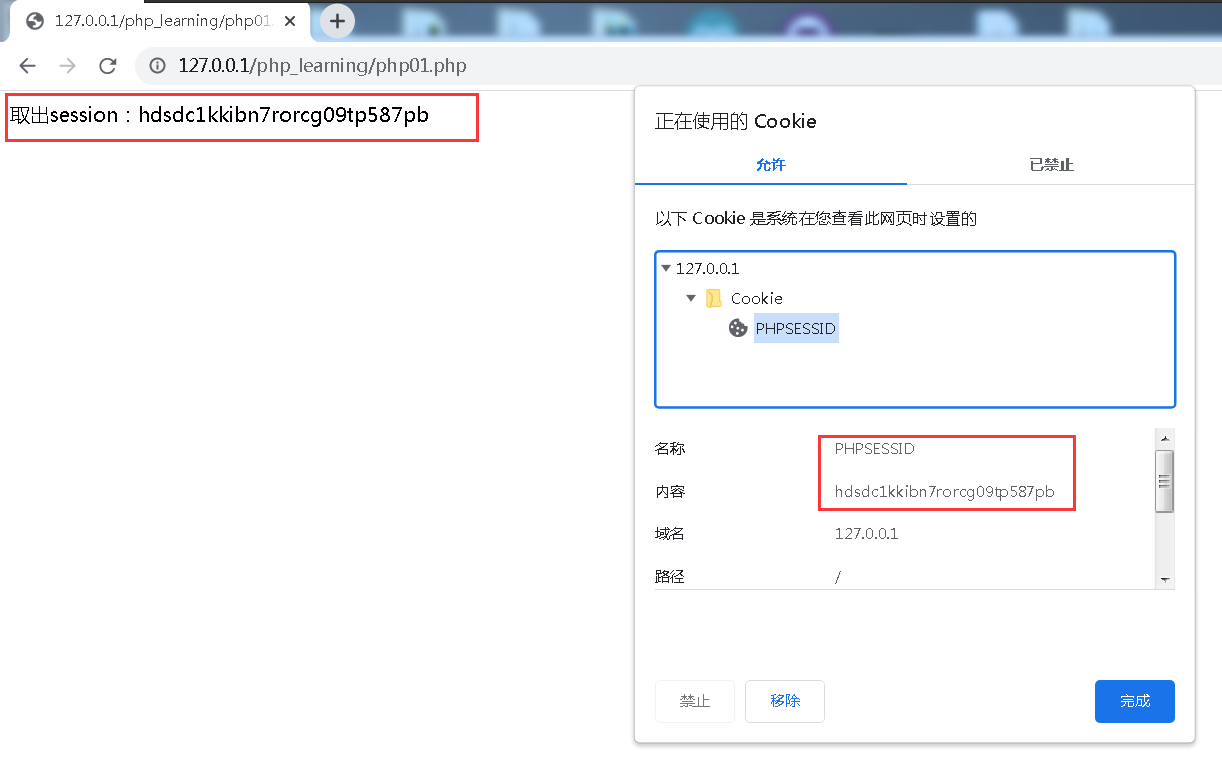 127.0.0.1/php_learning/php01.
127.0.0.1/php_learning/php01.php
取出session：hdsdc1kkibn7rorcg09tp587pb
正在使用的 Cookie
允许
已禁止
以下 Cookie 是系统在您查看此网页时设置的
127.0.0.1
Cookie
PHPSESSID
名称 PHPSESSID
内容 hdsdc1kkibn7rorcg09tp587pb
域名 127.0.0.1
路径 /
禁止
移除
完成